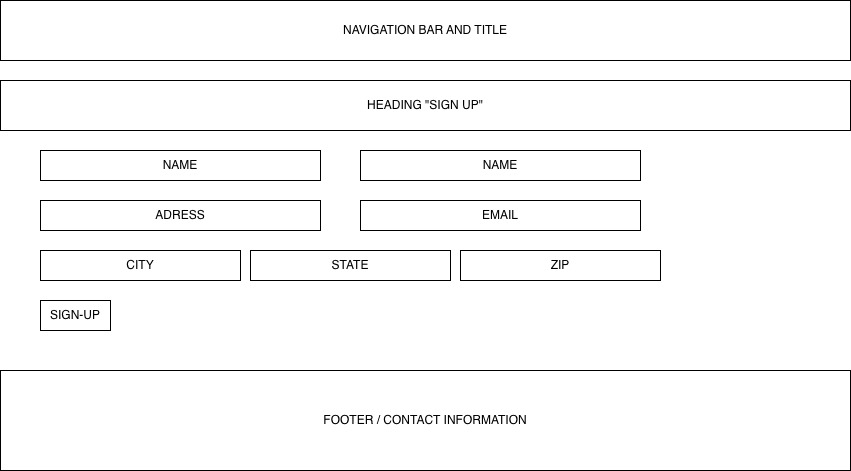 NAVIGATION BAR AND TITLE
HEADING "SIGN UP"
NAME
NAME
ADRESS
EMAIL
CITY
STATE
ZIP
SIGN-UP
FOOTER / CONTACT INFORMATION